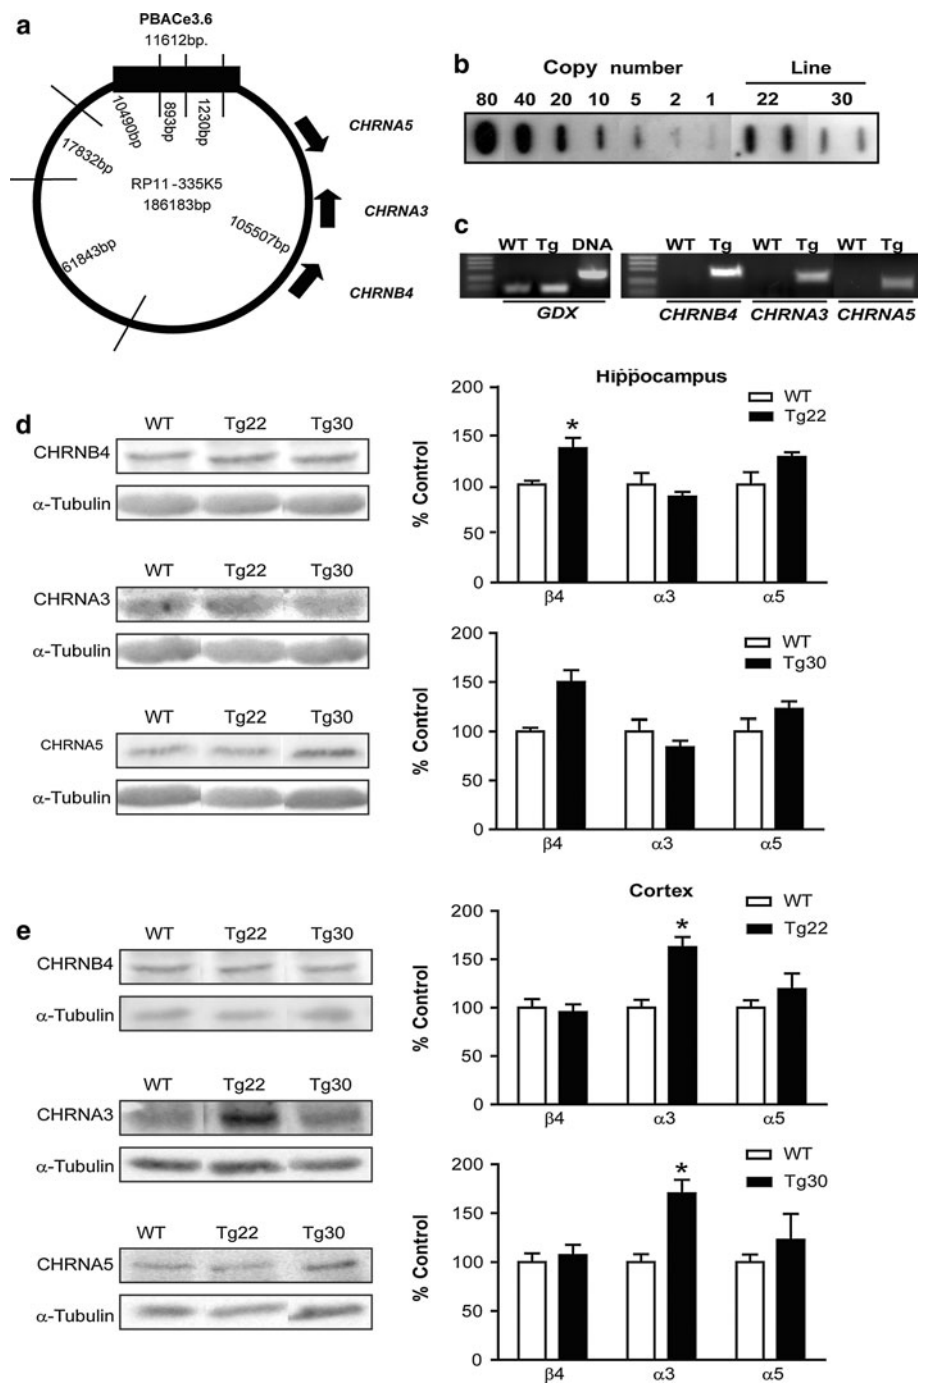 a
PBACe3.6
11612bp.
10490bp
893bp
1230bp
17832bp
RP11-335K5
186183bp
61843bp
105507bp
CHRNA5
CHRNA3
CHRNB4
b
Copy number
Line
80 40 20 10 5 2 1 22 30
c
WT Tg DNA WT Tg WT Tg WT Tg
GDX CHRNB4 CHRNA3 CHRNA5
d
WT Tg22 Tg30
CHRNB4
α-Tubulin
WT Tg22 Tg30
CHRNA3
α-Tubulin
WT Tg22 Tg30
CHRNA5
α-Tubulin
Hippocampus
% Control
200
150
100
50
0
*
WT
Tg22
β4 α3 α5
% Control
200
150
100
50
0
WT
Tg30
β4 α3 α5
e
WT Tg22 Tg30
CHRNB4
α-Tubulin
WT Tg22 Tg30
CHRNA3
α-Tubulin
WT Tg22 Tg30
CHRNA5
α-Tubulin
Cortex
% Control
200
150
100
50
0
*
WT
Tg22
β4 α3 α5
% Control
200
150
100
50
0
*
WT
Tg30
β4 α3 α5